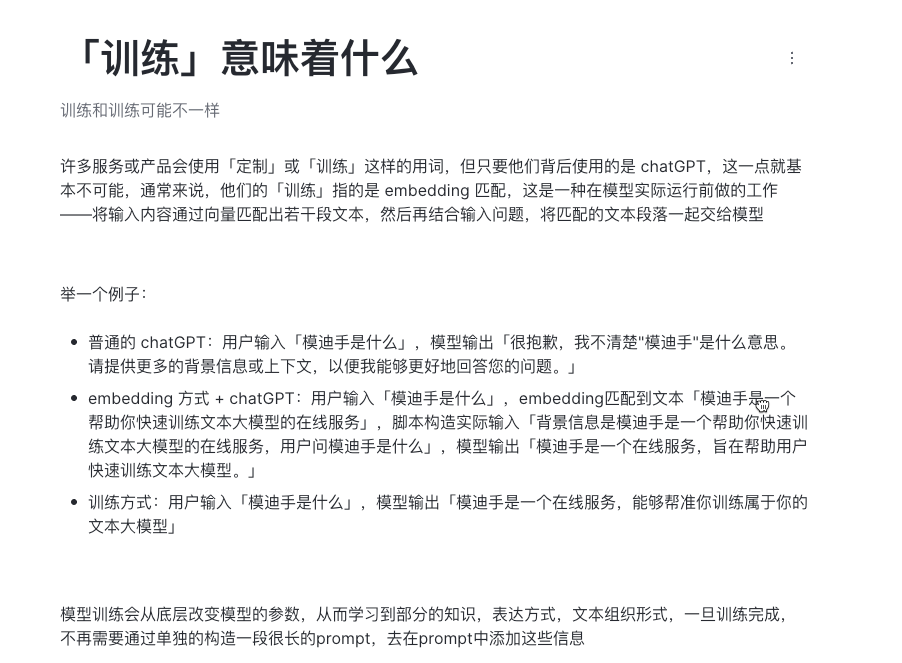 「训练」意味着什么
训练和训练可能不一样
许多服务或产品会使用「定制」或「训练」这样的用词，但只要他们背后使用的是 chatGPT，这一点就基
本不可能，通常来说，他们的「训练」指的是 embedding 匹配，这是一种在模型实际运行前做的工作
——将输入内容通过向量匹配出若干段文本，然后再结合输入问题，将匹配的文本段落一起交给模型
举一个例子：
• 普通的 chatGPT：用户输入「模迪手是什么」，模型输出「很抱歉，我不清楚"模迪手"是什么意思。
请提供更多的背景信息或上下文，以便我能够更好地回答您的问题。」
• embedding 方式 + chatGPT：用户输入「模迪手是什么」，embedding匹配到文本「模迪手是一个
帮助你快速训练文本大模型的在线服务」，脚本构造实际输入「背景信息是模迪手是一个帮助你快速训
练文本大模型的在线服务，用户问模迪手是什么」，模型输出「模迪手是一个在线服务，旨在帮助用户
快速训练文本大模型。」
• 训练方式：用户输入「模迪手是什么」，模型输出「模迪手是一个在线服务，能够帮准你训练属于你的
文本大模型」
模型训练会从底层改变模型的参数，从而学习到部分的知识，表达方式，文本组织形式，一旦训练完成，
不再需要通过单独的构造一段很长的prompt，去在prompt中添加这些信息